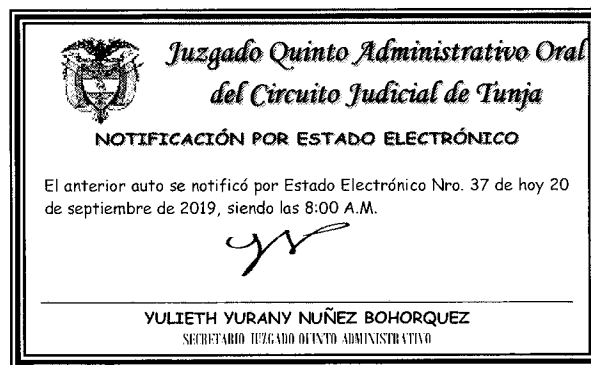 Juzgado Quinto Administrativo Oral
del Circuito Judicial de Tunja
NOTIFICACIÓN POR ESTADO ELECTRÓNICO
El anterior auto se notificó por Estado Electrónico Nro. 37 de hoy 20
de septiembre de 2019, siendo las 8:00 A.M.
YULIETH YURANY NUÑEZ BOHORQUEZ
SECRETARIO JUZGADO QUINTO ADMINISTRATIVO